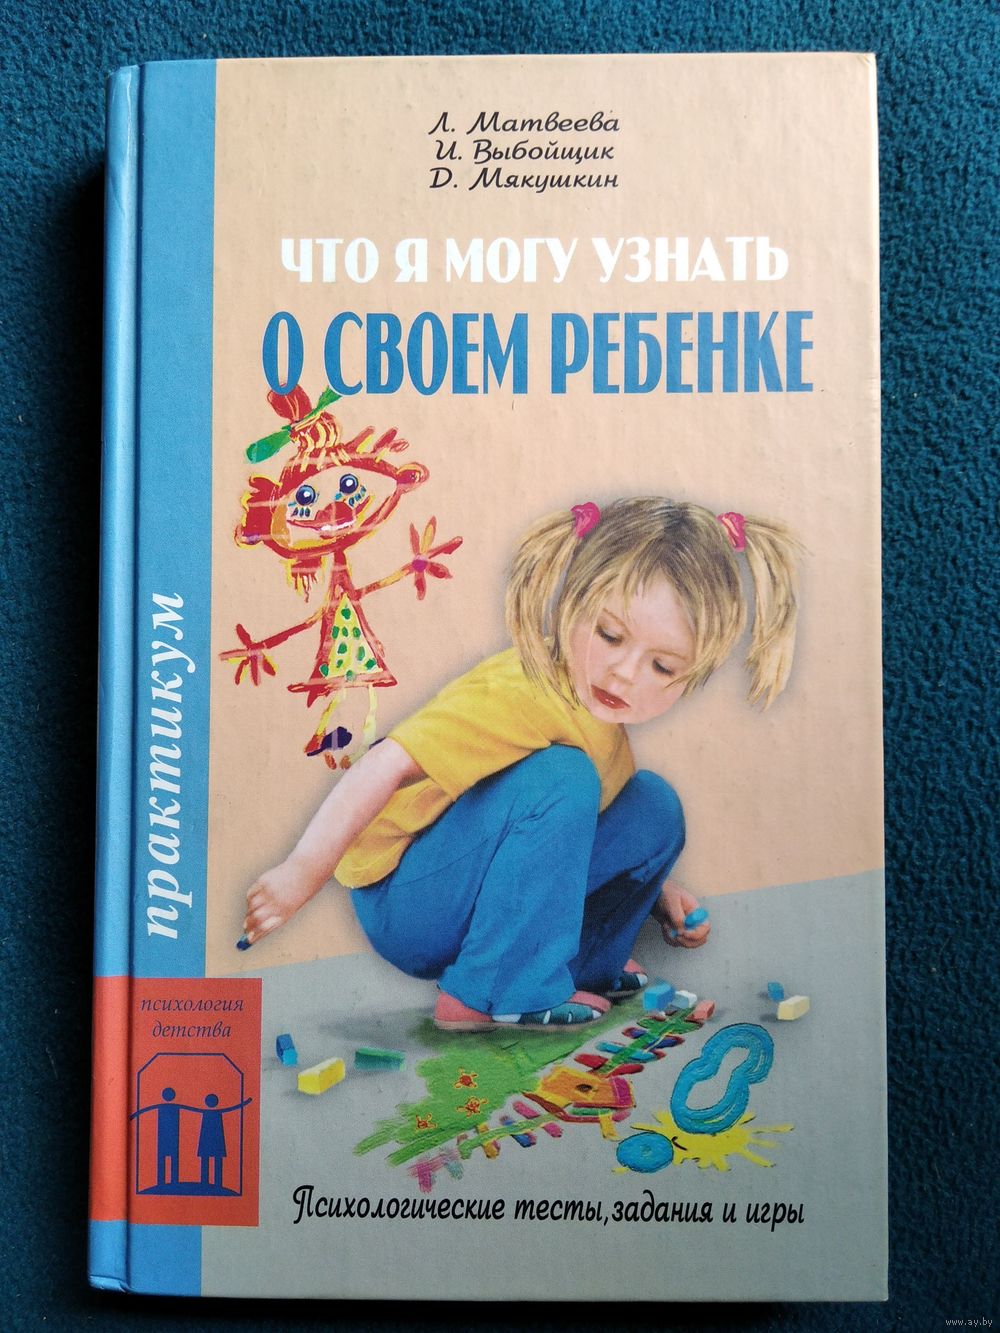 Л. Матвеева
И. Выбойщик
Д. Мякушкин
ЧТО Я МОГУ УЗНАТЬ
О СВОЕМ РЕБЕНКЕ
практикум
психология
детства
Психологические тесты, задания и игры
www.ay.by